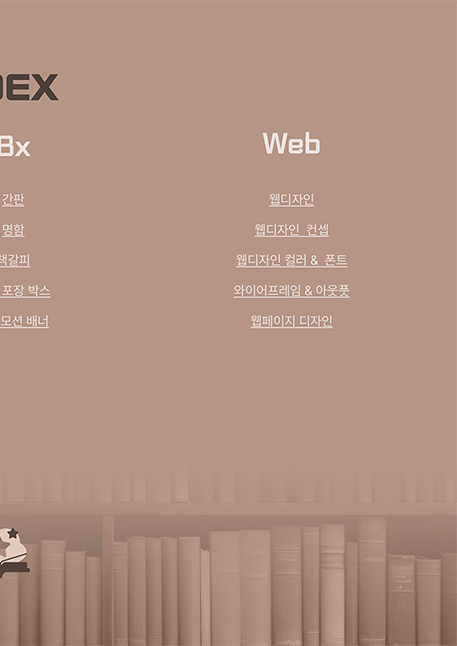 DEX
Bx
간판
명함
책갈피
포장 박스
모션 배너
Web
웹디자인
웹디자인 컨셉
웹디자인 컬러 & 폰트
와이어프레임 & 아웃풋
웹페이지 디자인